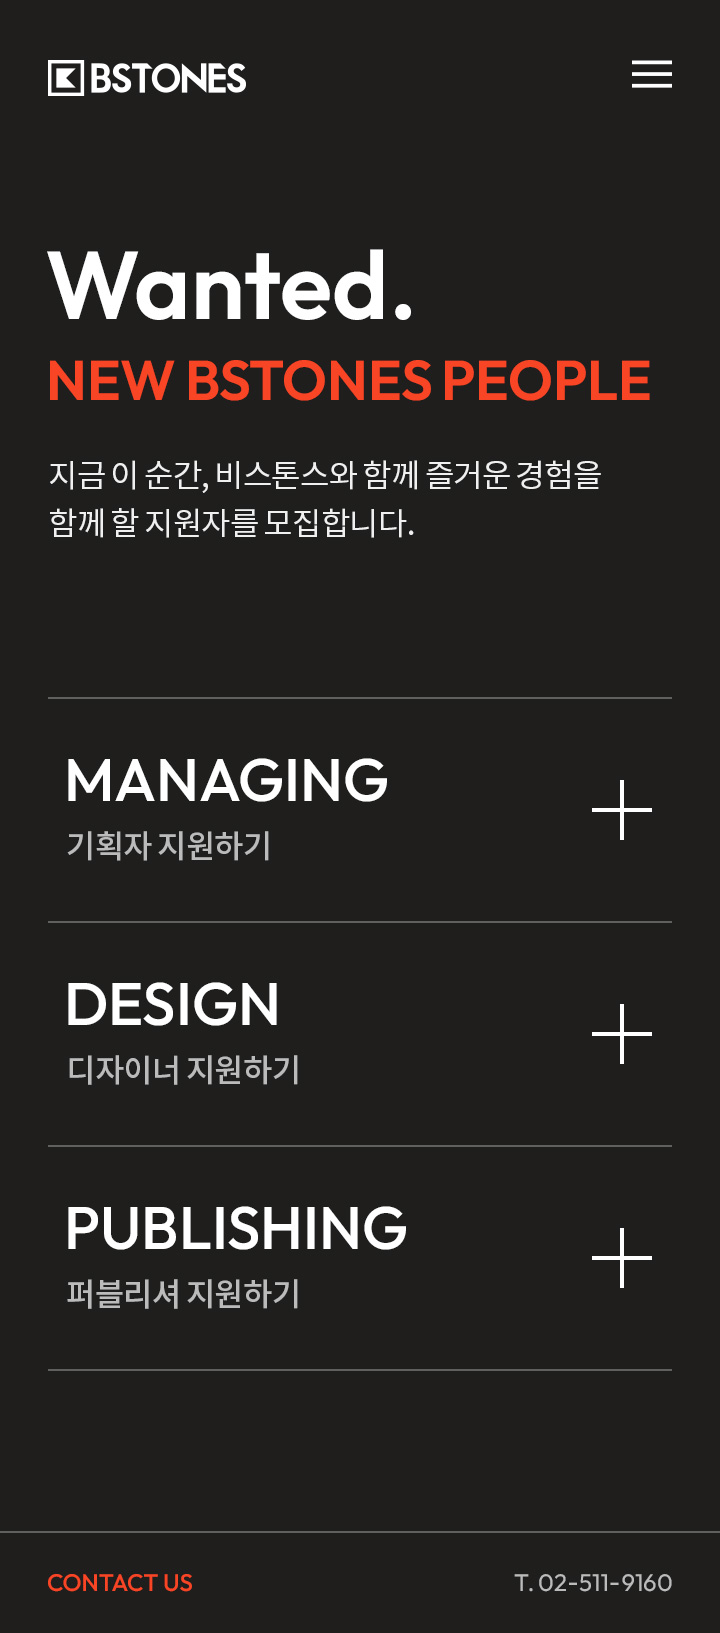 BSTONES
Wanted.
NEW BSTONES PEOPLE
지금 이 순간, 비스톤스와 함께 즐거운 경험을
함께 할 지원자를 모집합니다.
MANAGING
기획자 지원하기
DESIGN
디자이너 지원하기
PUBLISHING
퍼블리셔 지원하기
CONTACT US
T. 02-511-9160